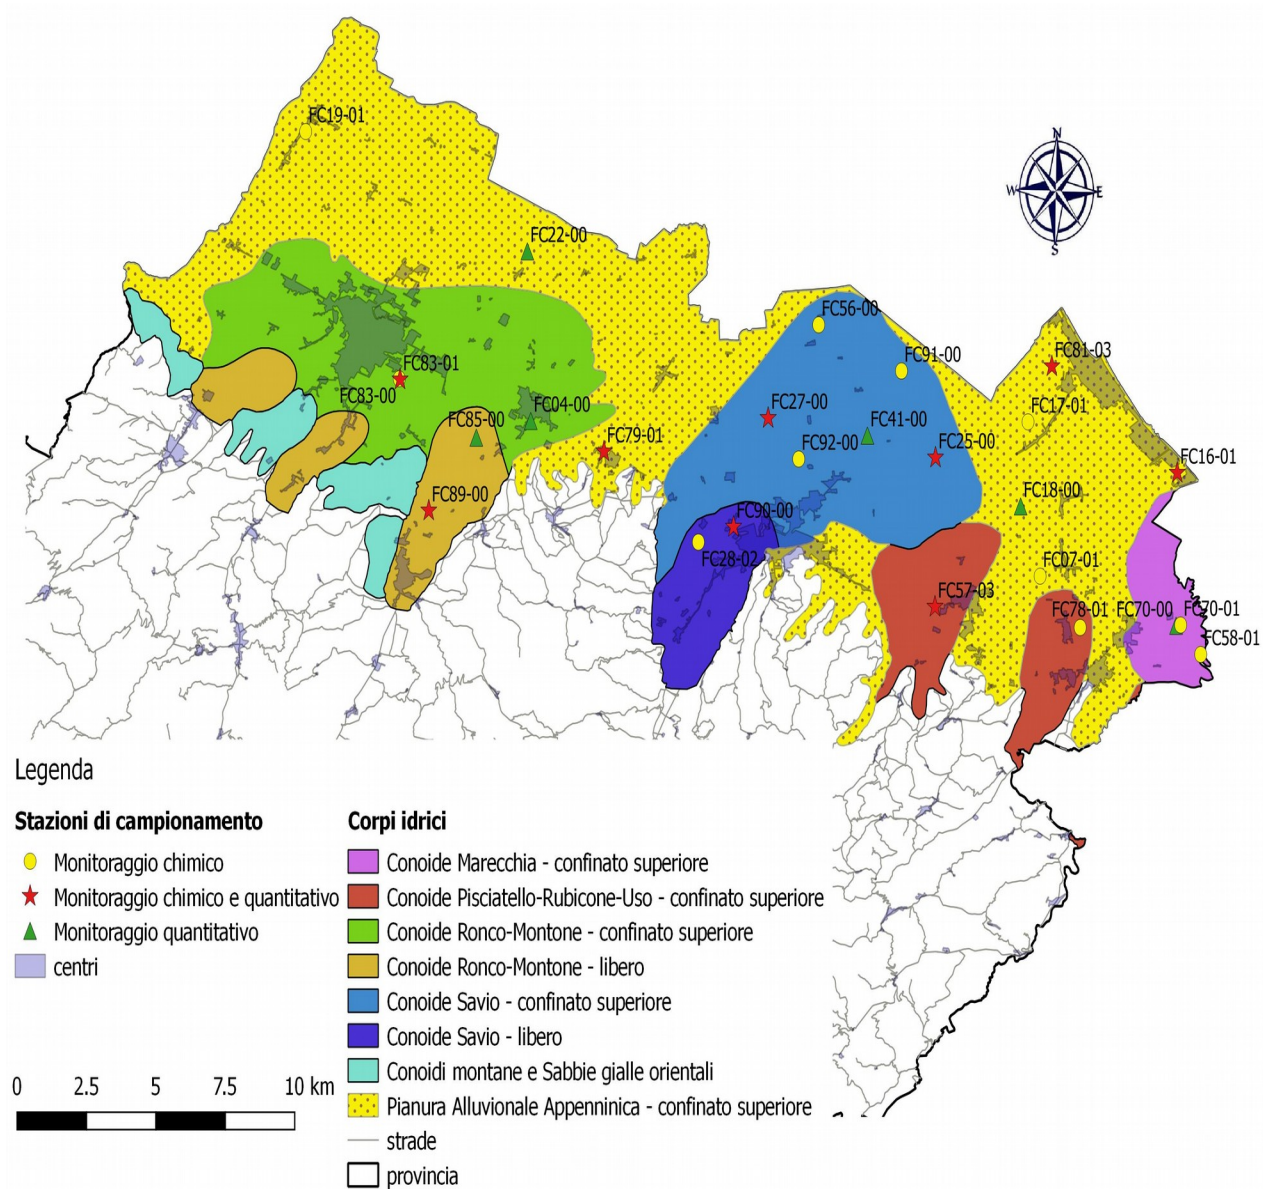 FC19-01
N
W
E
S
FC22-00
FC56-00
FC81-03
FC91-00
FC83-01
FC83-00
FC04-00
FC27-00
FC17-01
FC85-00
FC41-00
FC79-01
FC92-00
FC25-00
FC16-01
FC89-00
FC90-00
FC18-00
FC28-02
FC07-01
FC57-03
FC78-01
FC70-00
FC70-01
FC58-01
Legenda
Stazioni di campionamento
Monitoraggio chimico
Monitoraggio chimico e quantitativo
Monitoraggio quantitativo
centri
0 2.5 5 7.5 10 km
Corpi idrici
Conoide Marecchia - confinato superiore
Conoide Pisciatello-Rubicone-Uso - confinato superiore
Conoide Ronco-Montone - confinato superiore
Conoide Ronco-Montone - libero
Conoide Savio - confinato superiore
Conoide Savio - libero
Conoidi montane e Sabbie gialle orientali
Pianura Alluvionale Appenninica - confinato superiore
strade
provincia